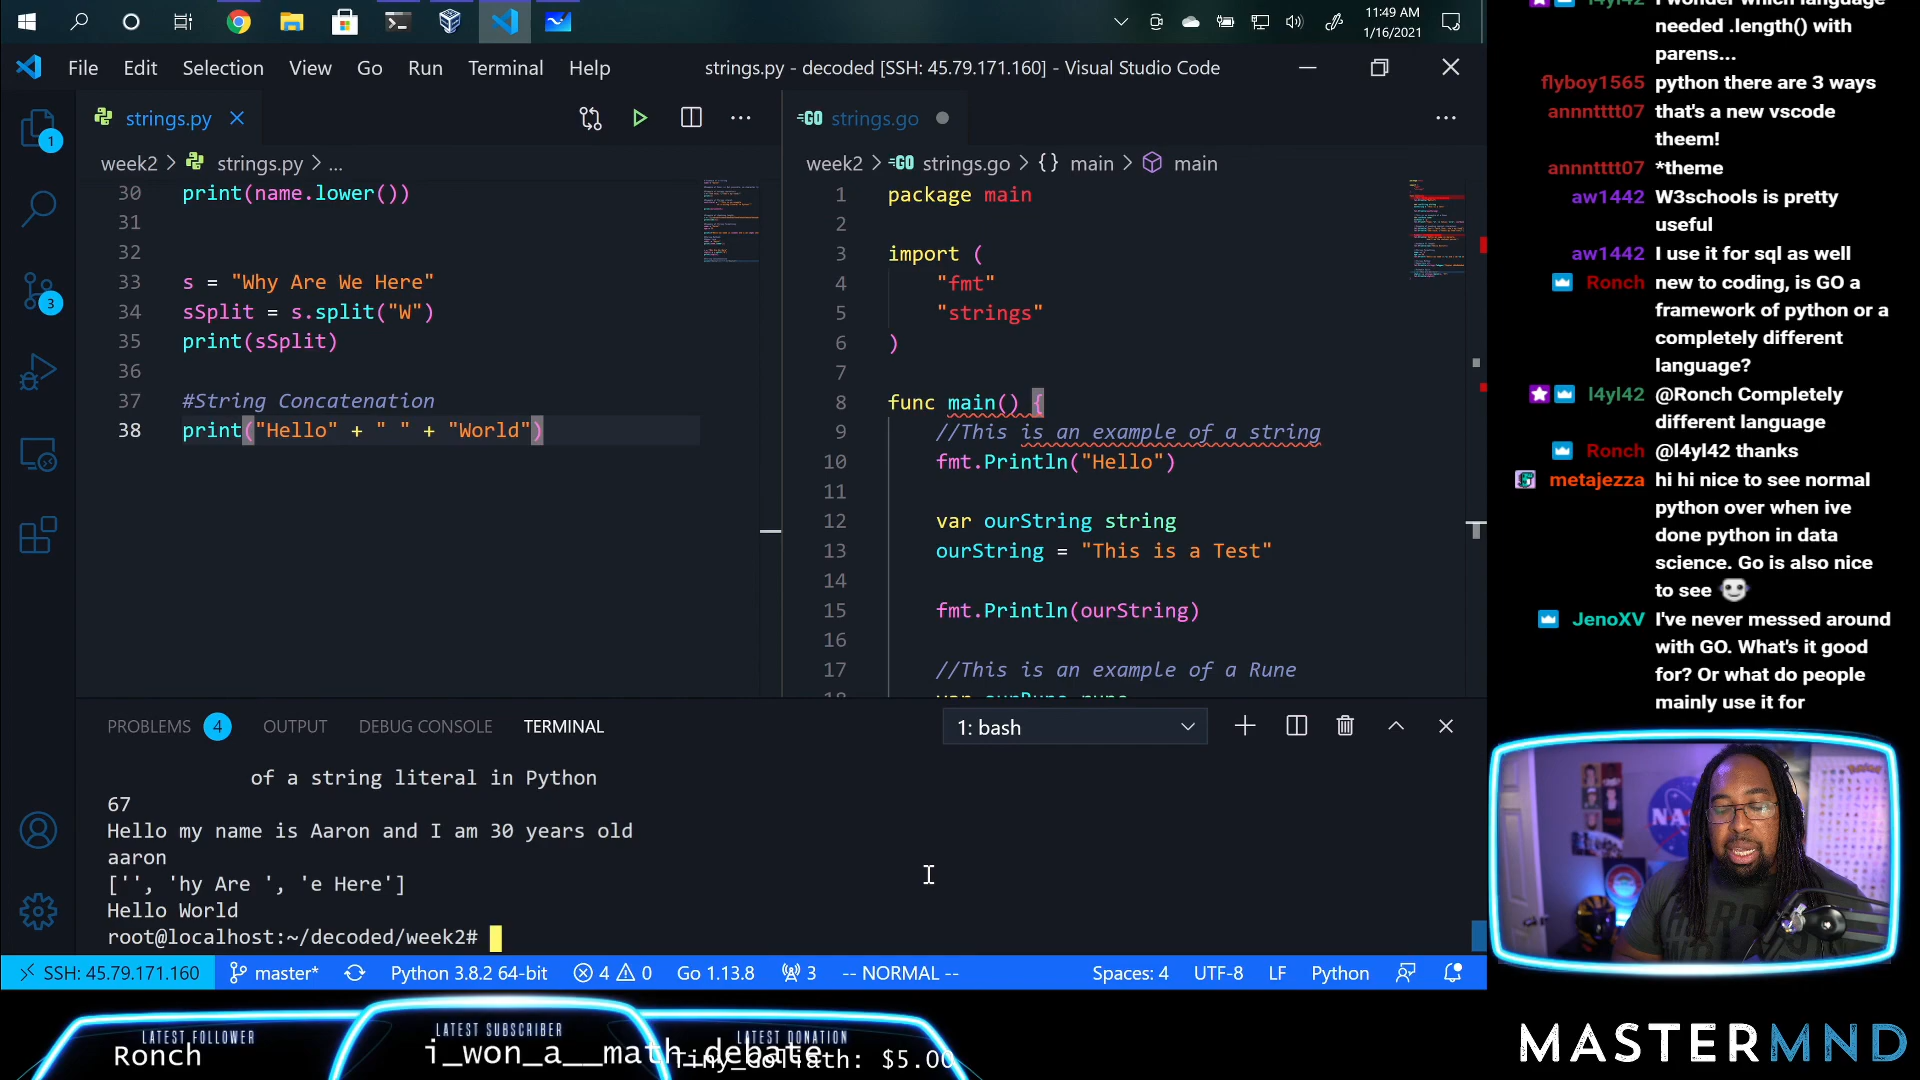 11:49 AM
1/16/2021
File Edit Selection View Go Run Terminal Help
strings.py - decoded [SSH: 45.79.171.160] - Visual Studio Code
strings.py
week2 > strings.py > ...
30 print(name.lower())
31
32
33 s = "Why Are We Here"
34 sSplit = s.split("W")
35 print(sSplit)
36
37 #String Concatenation
38 print("Hello" + " " + "World")
GO strings.go
week2 > GO strings.go > {} main > main
1 package main
2
3 import (
4 "fmt"
5 "strings"
6 )
7
8 func main() {
9 //This is an example of a string
10 fmt.Println("Hello")
11
12 var ourString string
13 ourString = "This is a Test"
14
15 fmt.Println(ourString)
16
17 //This is an example of a Rune
1
3
PROBLEMS 4 OUTPUT DEBUG CONSOLE TERMINAL
1: bash
of a string literal in Python
67
Hello my name is Aaron and I am 30 years old
aaron
['', 'hy Are ', 'e Here']
Hello World
root@localhost:~/decoded/week2#
SSH: 45.79.171.160 master* Python 3.8.2 64-bit 4 0 Go 1.13.8 3 -- NORMAL -- Spaces: 4 UTF-8 LF Python
needed .length() with
parens...
flyboy1565 python there are 3 ways
annntttt07 that's a new vscode
theem!
annntttt07 *theme
aw1442 W3schools is pretty
useful
aw1442 I use it for sql as well
Ronch new to coding, is GO a
framework of python or a
completely different
language?
l4yl42 @Ronch Completely
different language
Ronch @l4yl42 thanks
metajezza hi hi nice to see normal
python over when ive
done python in data
science. Go is also nice
to see
JenoXV I've never messed around
with GO. What's it good
for? Or what do people
mainly use it for
NASA
LATEST FOLLOWER
Ronch
LATEST SUBSCRIBER
i_won_a__math_debate
LATEST DONATION
Tiny_Goliath: $5.00
MASTERMND